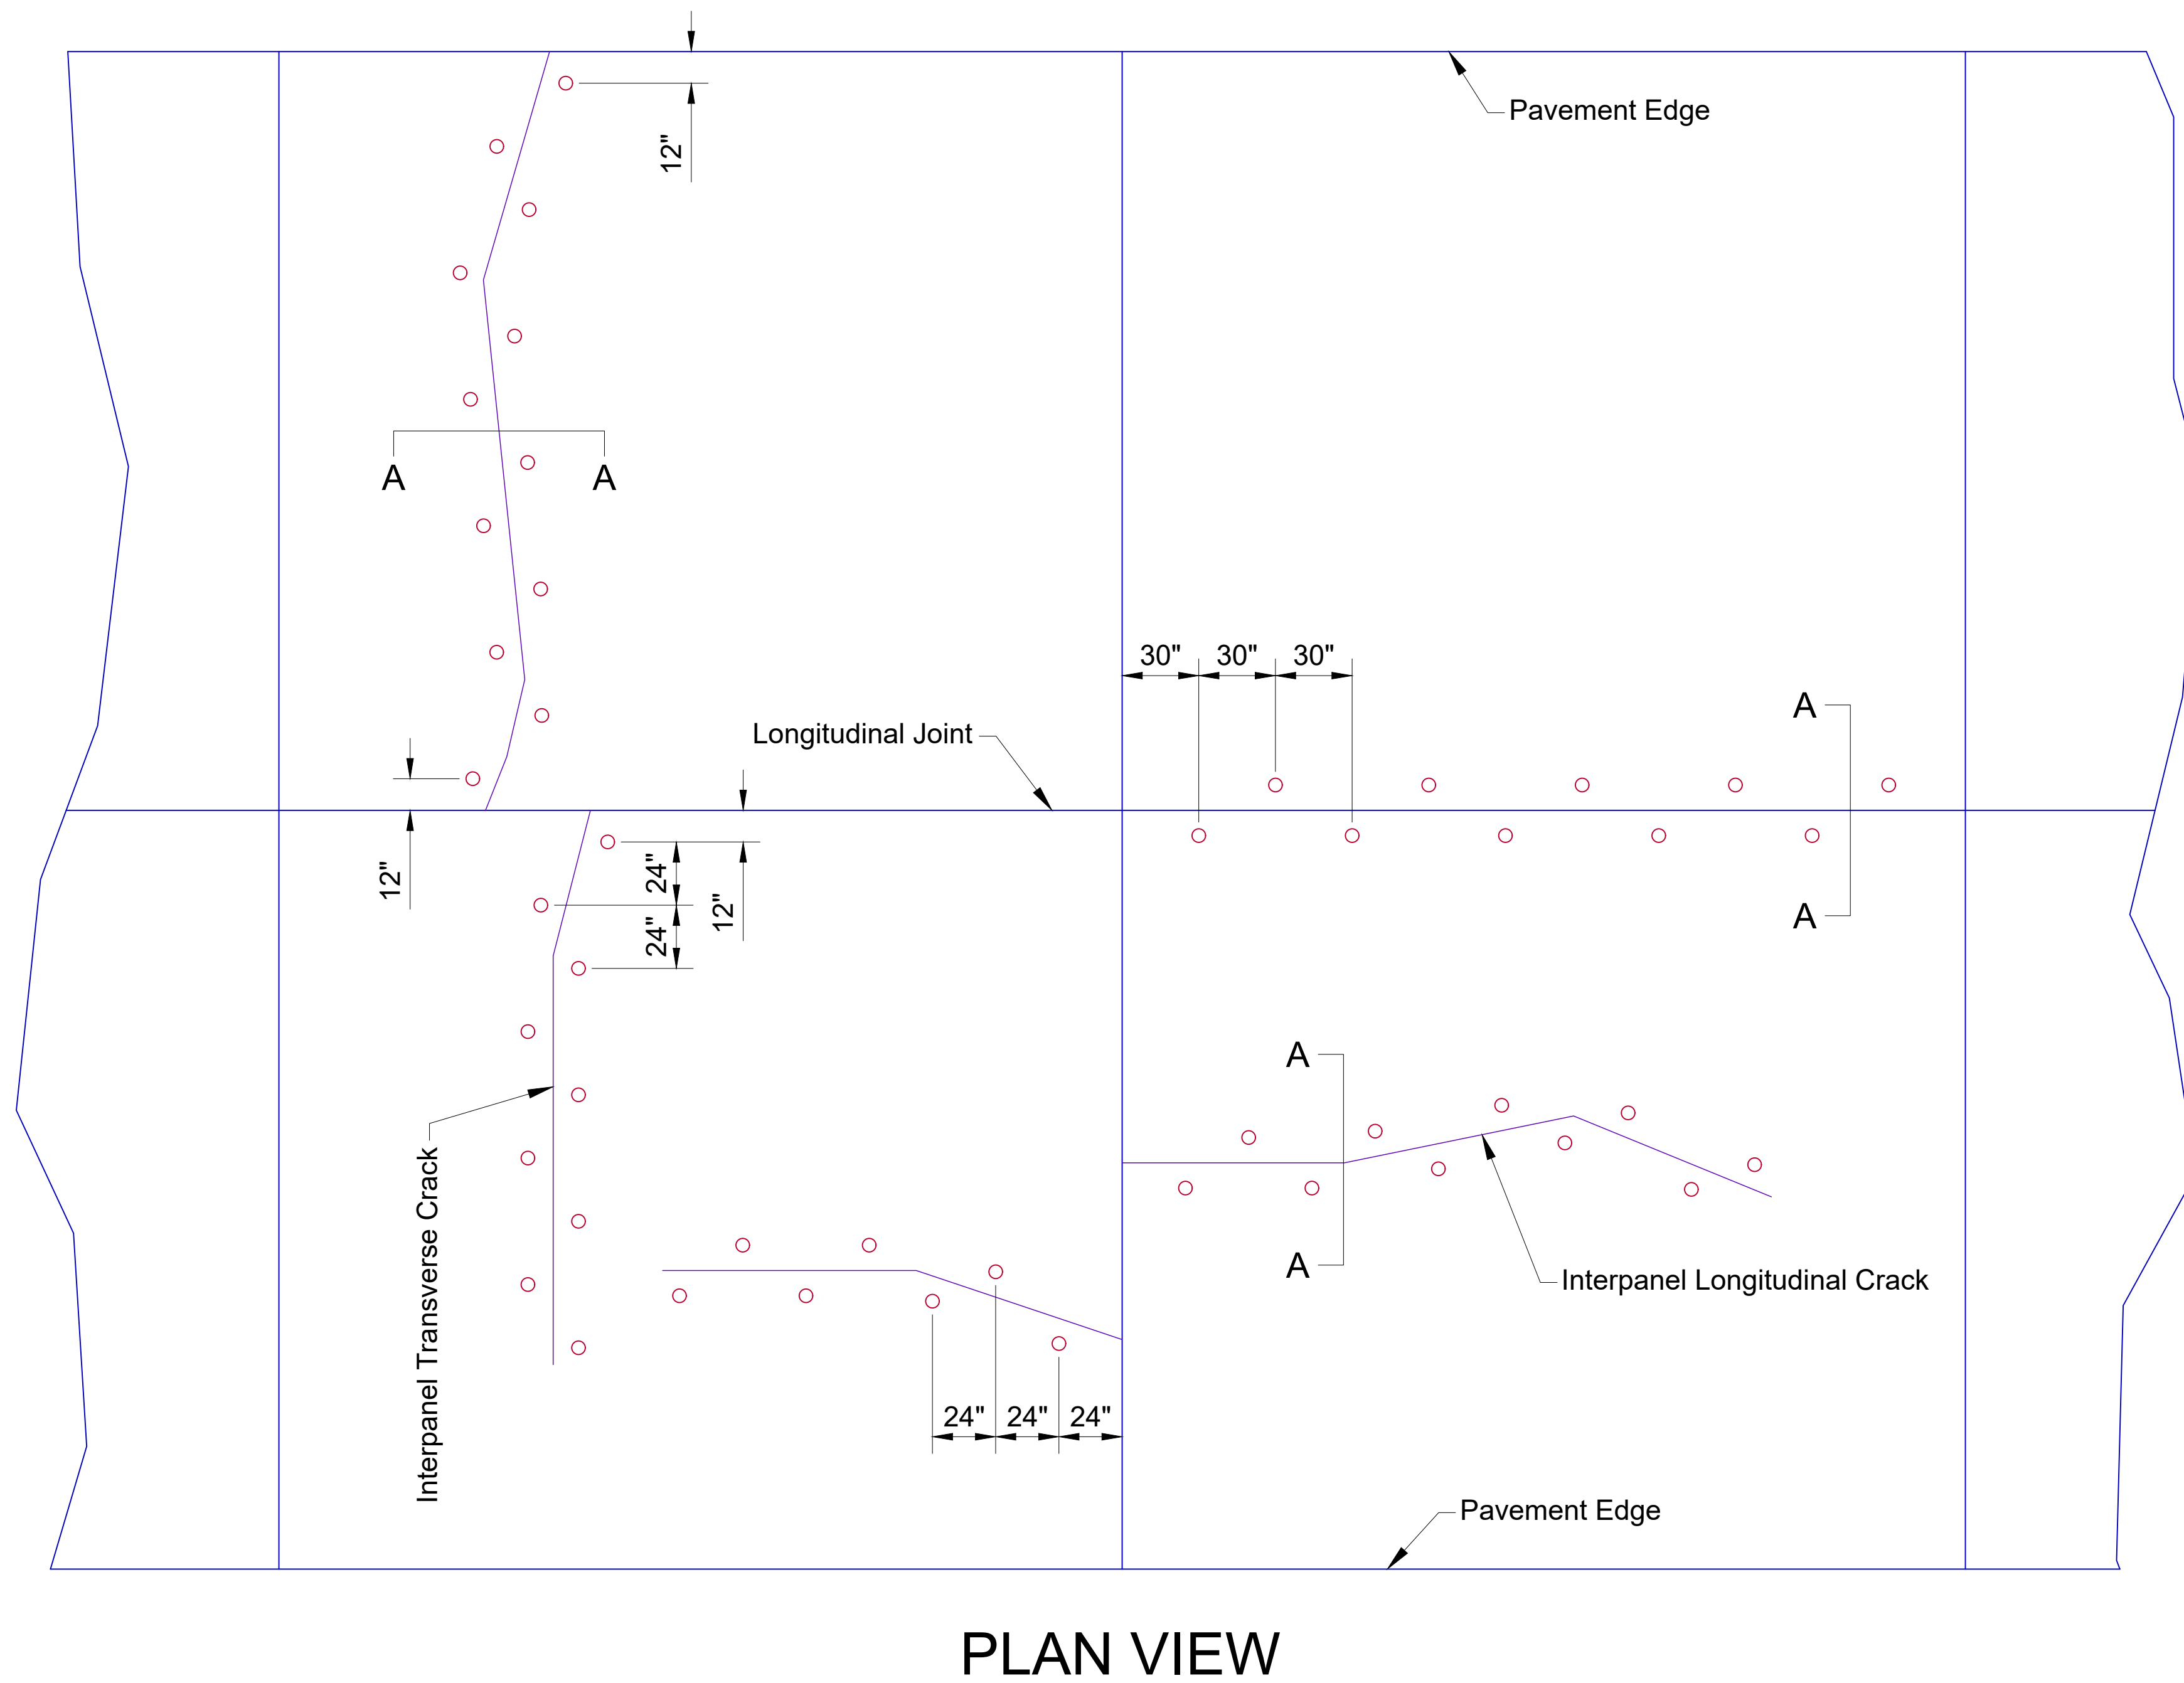 Pavement Edge
12"
A A
30" 30" 30"
A
Longitudinal Joint
12"
24"
12"
24"
A
A
Interpanel Transverse Crack
A
Interpanel Longitudinal Crack
24" 24" 24"
Pavement Edge
PLAN VIEW